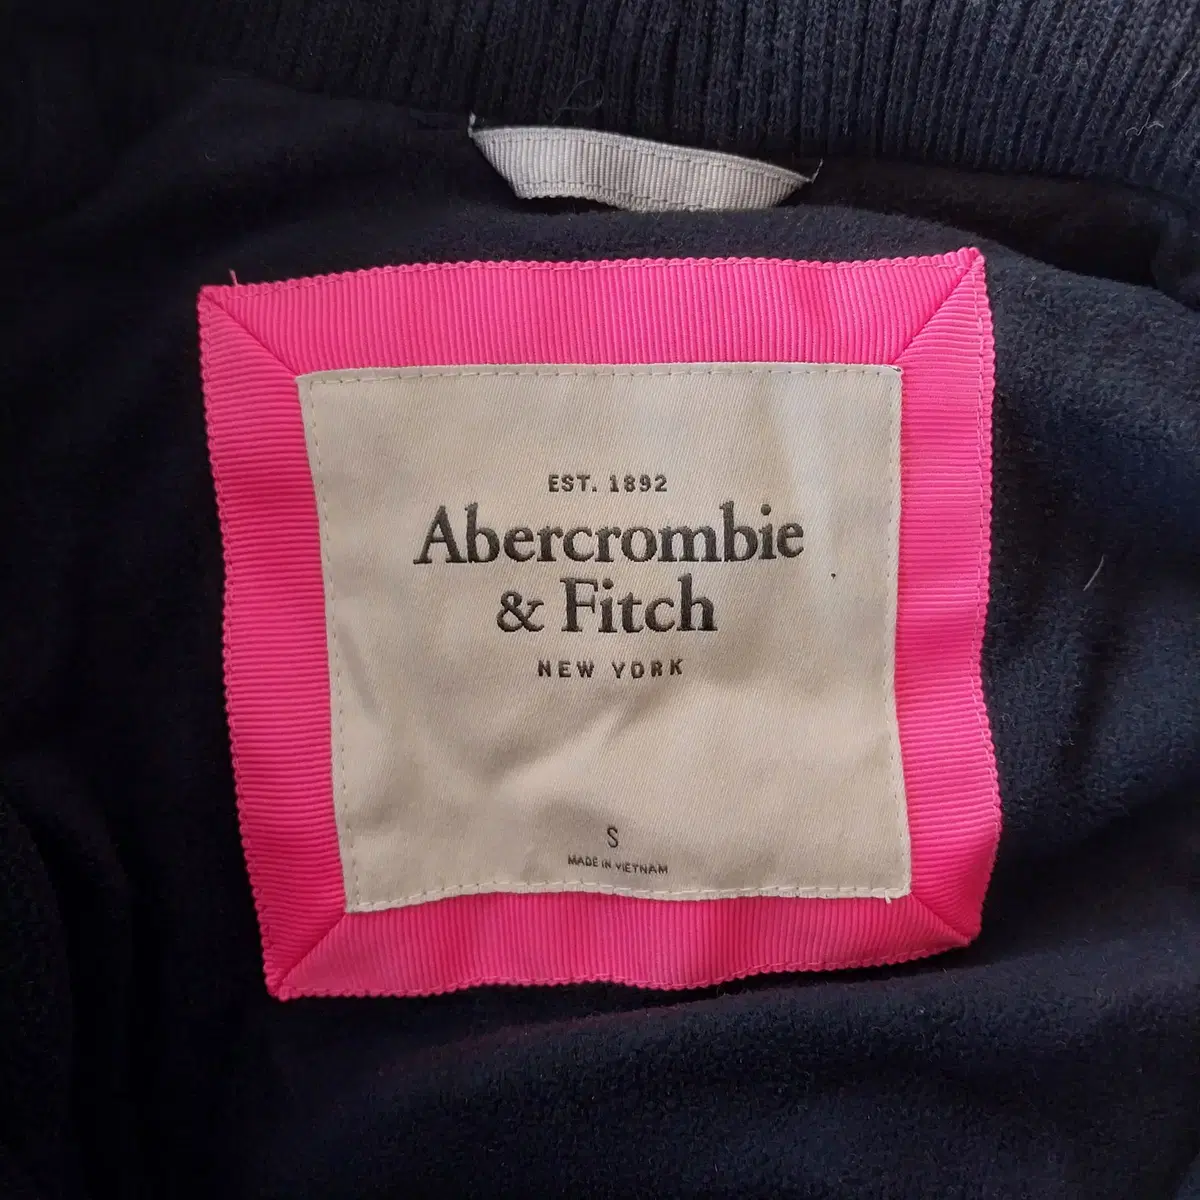 EST. 1892
Abercrombie
& Fitch
NEW YORK
S
MADE IN VIETNAM